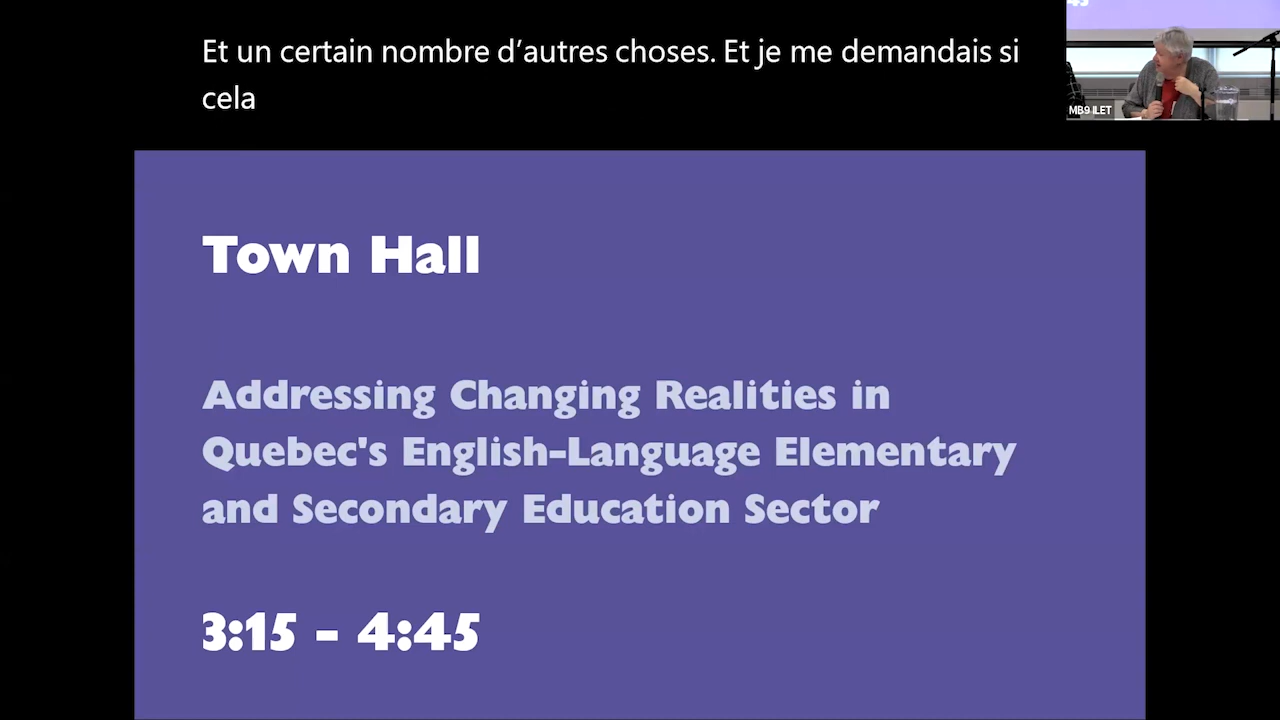 Et un certain nombre d’autres choses. Et je me demandais si
cela
MB9 ILET
Town Hall
Addressing Changing Realities in
Quebec's English-Language Elementary
and Secondary Education Sector
3:15 - 4:45